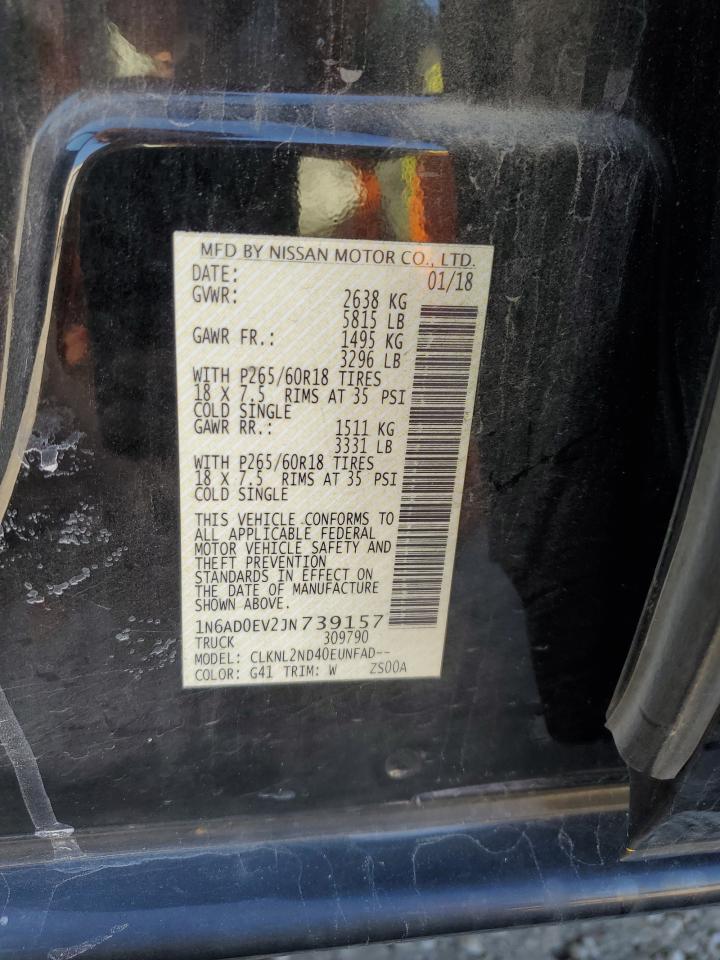 MFD BY NISSAN MOTOR CO., LTD.
DATE: 01/18
GVWR: 2638 KG
5815 LB
GAWR FR.: 1495 KG
3296 LB
WITH P265/60R18 TIRES
18 X 7.5 RIMS AT 35 PSI
COLD SINGLE
GAWR RR.: 1511 KG
3331 LB
WITH P265/60R18 TIRES
18 X 7.5 RIMS AT 35 PSI
COLD SINGLE
THIS VEHICLE CONFORMS TO
ALL APPLICABLE FEDERAL
MOTOR VEHICLE SAFETY AND
THEFT PREVENTION
STANDARDS IN EFFECT ON
THE DATE OF MANUFACTURE
SHOWN ABOVE.
1N6AD0EV2JN739157
TRUCK 309790
MODEL: CLKNL2ND40EUNFAD--
COLOR: G41 TRIM: W ZS00A